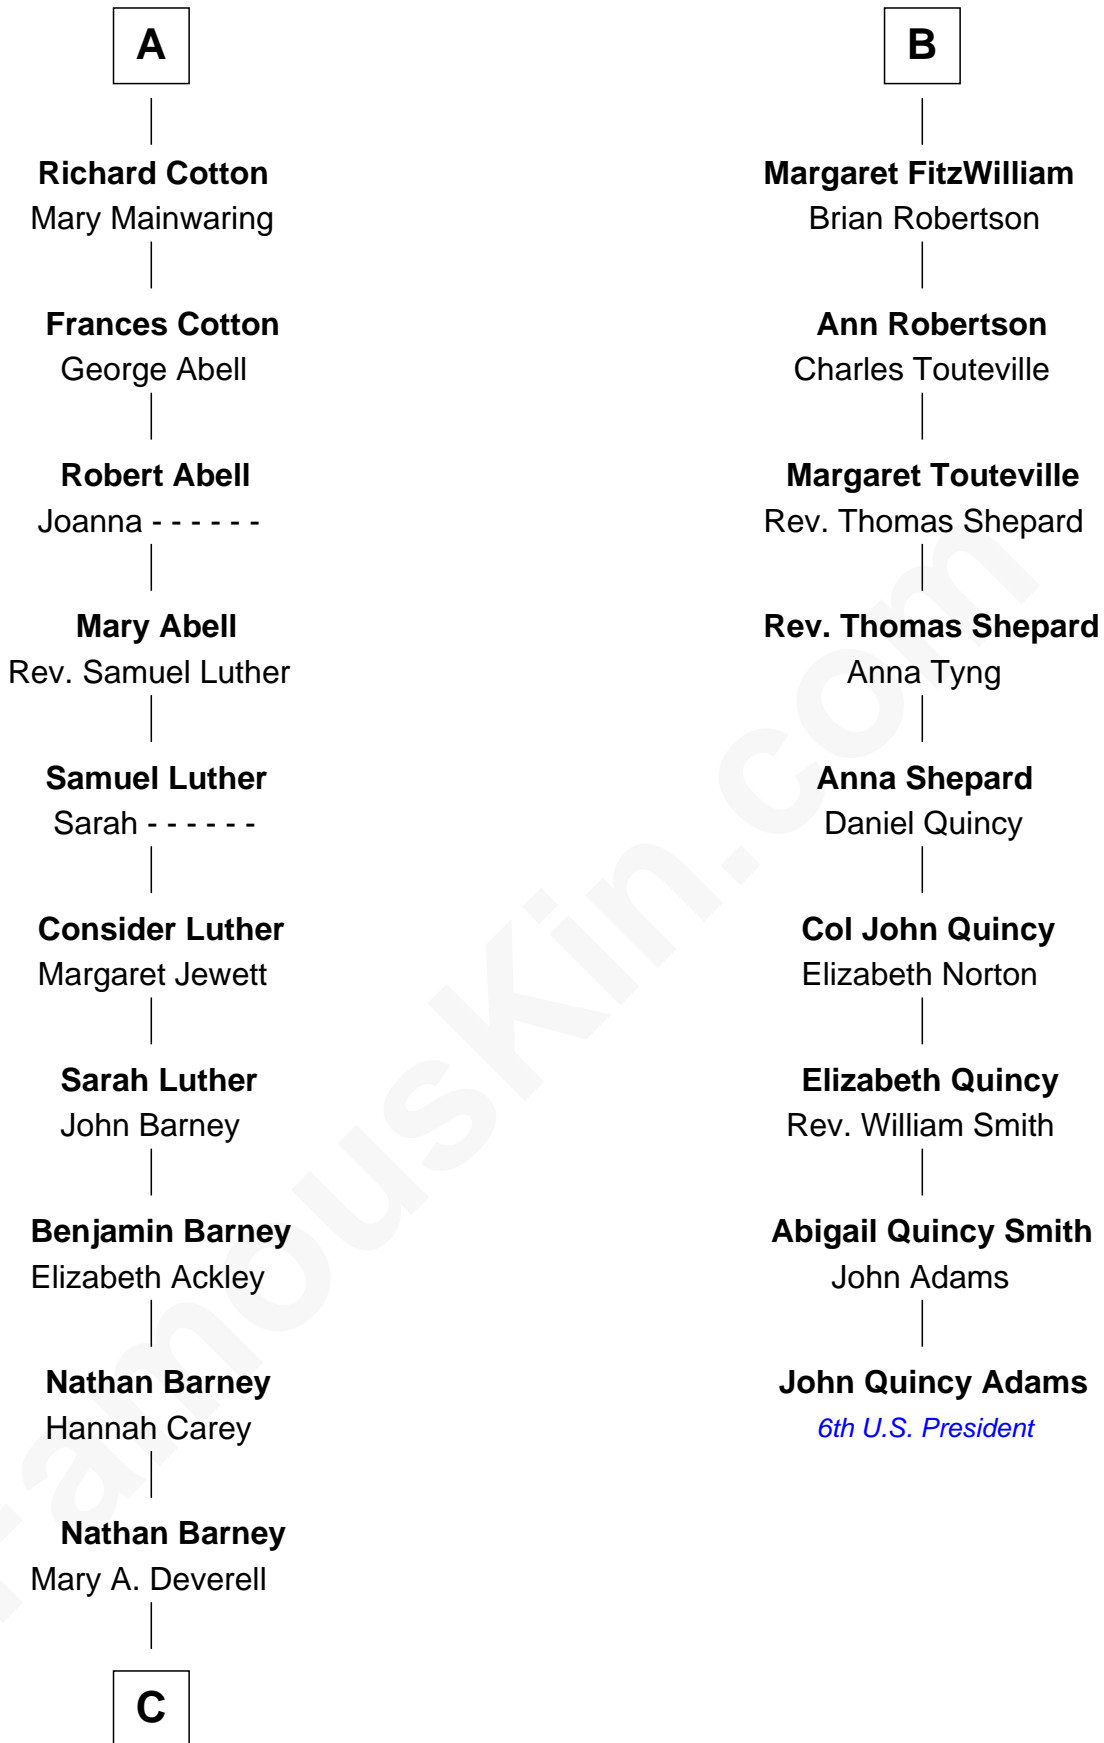 A
Richard Cotton
Mary Mainwaring
Frances Cotton
George Abell
Robert Abell
Joanna - - - - - -
Mary Abell
Rev. Samuel Luther
Samuel Luther
Sarah - - - - - -
Consider Luther
Margaret Jewett
Sarah Luther
John Barney
Benjamin Barney
Elizabeth Ackley
Nathan Barney
Hannah Carey
Nathan Barney
Mary A. Deverell
C
B
Margaret FitzWilliam
Brian Robertson
Ann Robertson
Charles Touteville
Margaret Touteville
Rev. Thomas Shepard
Rev. Thomas Shepard
Anna Tyng
Anna Shepard
Daniel Quincy
Col John Quincy
Elizabeth Norton
Elizabeth Quincy
Rev. William Smith
Abigail Quincy Smith
John Adams
John Quincy Adams
6th U.S. President
FamousKin.com